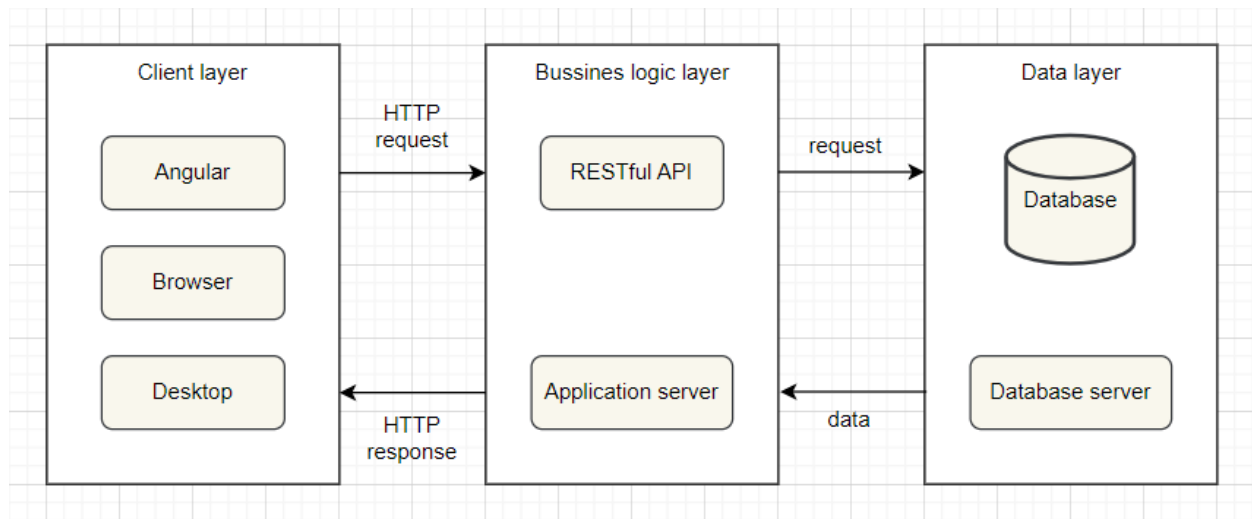 Client layer
Angular
Browser
Desktop
HTTP
request
HTTP
response
Bussines logic layer
RESTful API
Application server
request
data
Data layer
Database
Database server